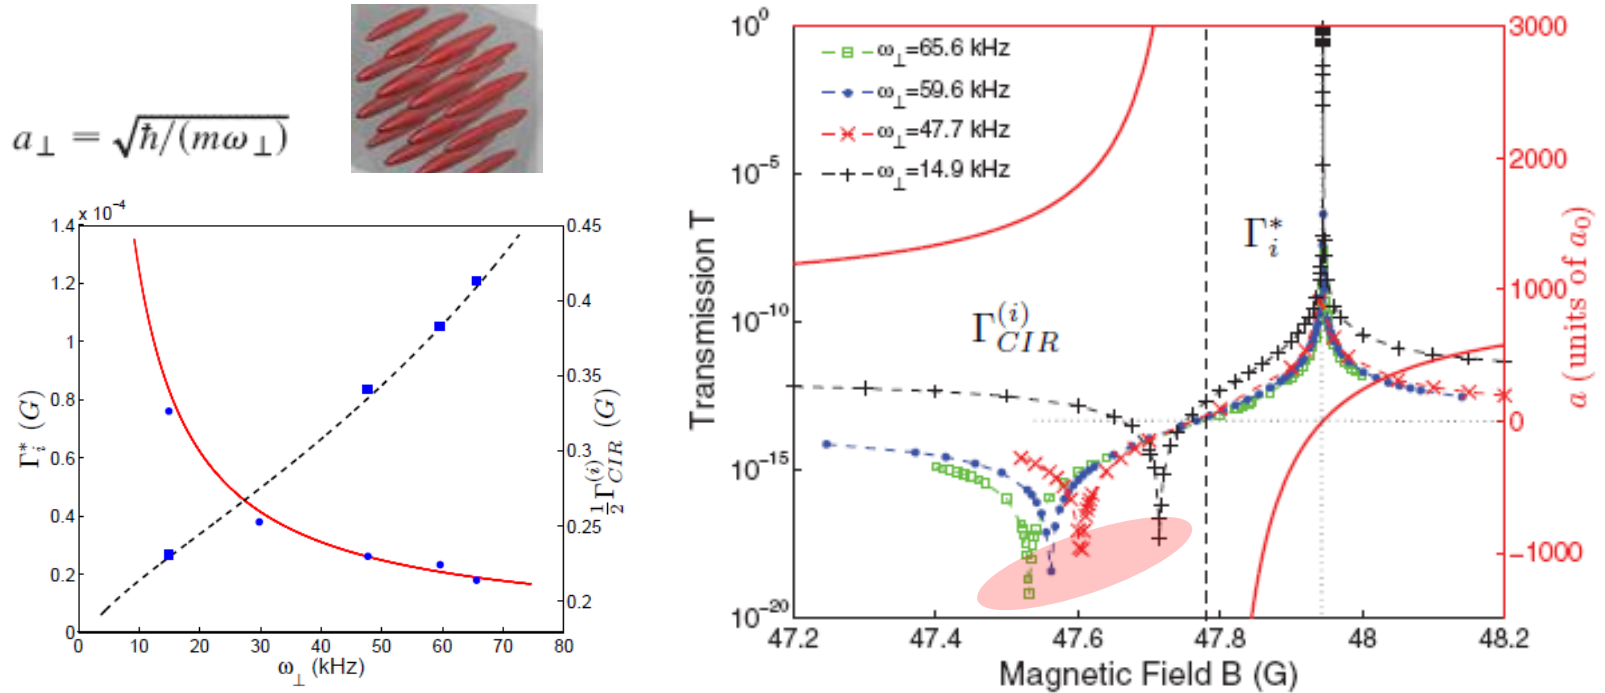 a⊥ = √ħ/(mω⊥)
x 10⁻⁴
1.4
1.2
1
0.8
0.6
0.4
0.2
0
Γ*ᵢ (G)
0.45
0.4
0.35
0.3
0.25
0.2
½Γ⁽ⁱ⁾CIR (G)
0 10 20 30 40 50 60 70 80
ω⊥ (kHz)
10⁰
10⁻⁵
10⁻¹⁰
10⁻¹⁵
10⁻²⁰
Transmission T
ω⊥=65.6 kHz
ω⊥=59.6 kHz
ω⊥=47.7 kHz
ω⊥=14.9 kHz
Γ*ᵢ
Γ⁽ⁱ⁾CIR
3000
2000
1000
0
−1000
a (units of a₀)
47.2 47.4 47.6 47.8 48 48.2
Magnetic Field B (G)